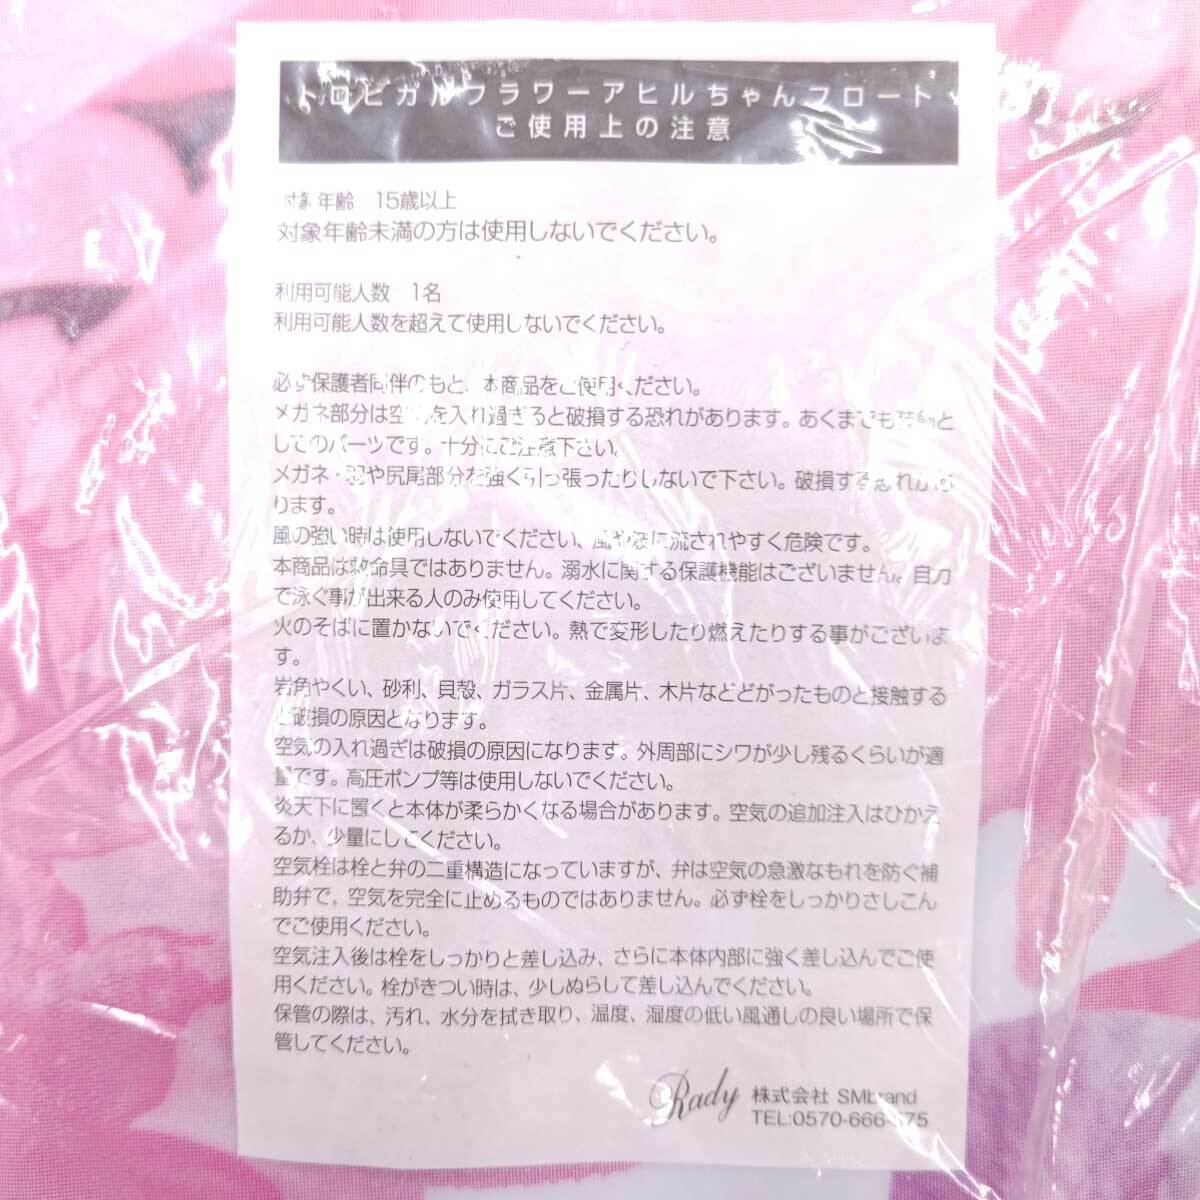 トロピカルフラワーアヒルちゃんフロート
ご使用上の注意
対象年齢　15歳以上
対象年齢未満の方は使用しないでください。
利用可能人数　1名
利用可能人数を超えて使用しないでください。
必ず保護者同伴のもと、本商品をご使用ください。
メガネ部分は空気を入れ過ぎると破損する恐れがあります。あくまでも装飾と
してのパーツです。十分にご注意下さい。
メガネ・羽や尻尾部分を強く引っ張ったりしないで下さい。破損する恐れがあ
ります。
風の強い時は使用しないでください、風や波に流されやすく危険です。
本商品は救命具ではありません。溺水に関する保護機能はございません。自力
で泳ぐ事が出来る人のみ使用してください。
火のそばに置かないでください。熱で変形したり燃えたりする事がございま
す。
岩角やくい、砂利、貝殻、ガラス片、金属片、木片などどがったものと接触する
と破損の原因となります。
空気の入れ過ぎは破損の原因になります。外周部にシワが少し残るくらいが適
量です。高圧ポンプ等は使用しないでください。
炎天下に置くと本体が柔らかくなる場合があります。空気の追加注入はひかえ
るか、少量にしてください。
空気栓は栓と弁の二重構造になっていますが、弁は空気の急激なもれを防ぐ補
助弁で、空気を完全に止めるものではありません。必ず栓をしっかりさしこん
でご使用ください。
空気注入後は栓をしっかりと差し込み、さらに本体内部に強く差し込んでご使
用ください。栓がきつい時は、少しぬらして差し込んでください。
保管の際は、汚れ、水分を拭き取り、温度、湿度の低い風通しの良い場所で保
管してください。
Rady 株式会社 SMbrand
TEL:0570-666-